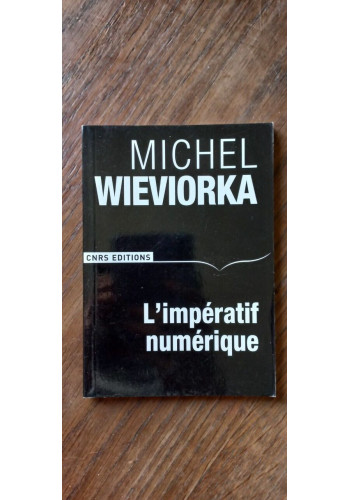 MICHEL
WIEVIORKA
CNRS EDITIONS
L'impératif
numérique